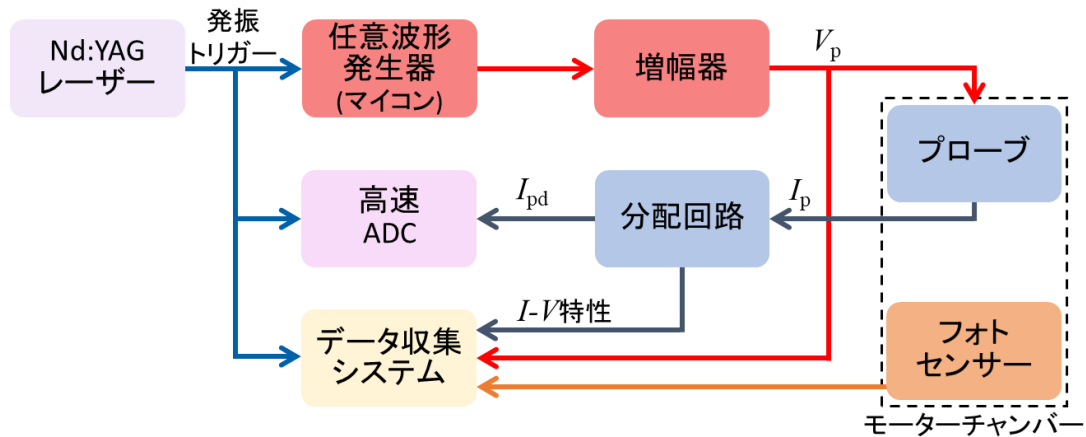 Nd:YAG
レーザー
発振
トリガー
任意波形
発生器
(マイコン)
増幅器
Vp
プローブ
高速
ADC
Ipd
分配回路
Ip
I-V特性
データ収集
システム
フォト
センサー
モーターチャンバー